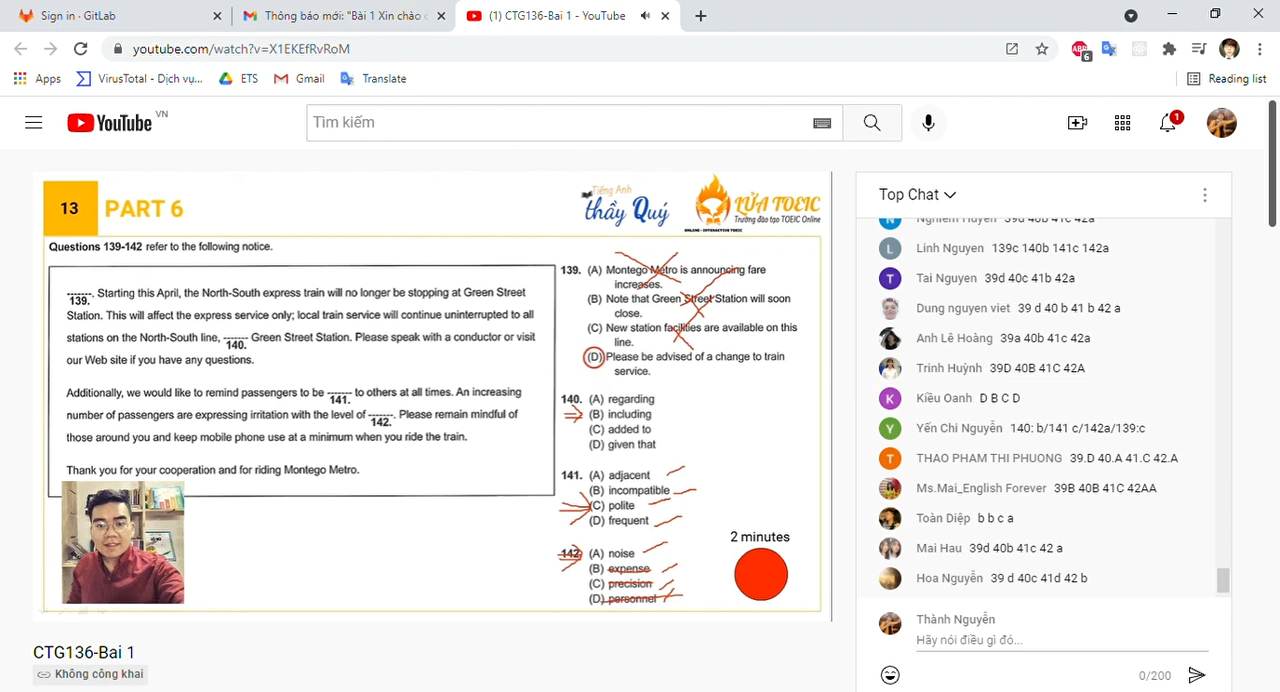 Sign in · GitLab
Thông báo mới: "Bài 1 Xin chào
(1) CTG136-Bai 1 - YouTube
youtube.com/watch?v=X1EKEfRvRoM
ABP
6
Apps
VirusTotal - Dịch vụ...
ETS
Gmail
Translate
Reading list
YouTube VN
Tìm kiếm
1
13
PART 6
Tiếng Anh
thầy Quý
LỬA TOEIC
Trường đào tạo TOEIC Online
ONLINE - INTERACTIVE TOEIC
Questions 139-142 refer to the following notice.
-------. Starting this April, the North-South express train will no longer be stopping at Green Street
139.
Station. This will affect the express service only; local train service will continue uninterrupted to all
stations on the North-South line, ------- Green Street Station. Please speak with a conductor or visit
140.
our Web site if you have any questions.
Additionally, we would like to remind passengers to be ------- to others at all times. An increasing
141.
number of passengers are expressing irritation with the level of -------. Please remain mindful of
142.
those around you and keep mobile phone use at a minimum when you ride the train.
Thank you for your cooperation and for riding Montego Metro.
139. (A) Montego Metro is announcing fare
increases.
(B) Note that Green Street Station will soon
close.
(C) New station facilities are available on this
line.
(D) Please be advised of a change to train
service.
140. (A) regarding
(B) including
(C) added to
(D) given that
141. (A) adjacent
(B) incompatible
(C) polite
(D) frequent
142. (A) noise
(B) expense
(C) precision
(D) personnel
2 minutes
CTG136-Bai 1
Không công khai
Top Chat
N Nghiem Huyen 39d 40b 41c 42a
L Linh Nguyen 139c 140b 141c 142a
T Tai Nguyen 39d 40c 41b 42a
Dung nguyen viet 39 d 40 b 41 b 42 a
Anh Lê Hoàng 39a 40b 41c 42a
Trinh Huỳnh 39D 40B 41C 42A
K Kiều Oanh D B C D
Y Yến Chi Nguyễn 140: b/141 c/142a/139:c
T THAO PHAM THI PHUONG 39.D 40.A 41.C 42.A
Ms.Mai_English Forever 39B 40B 41C 42AA
Toàn Diệp b b c a
Mai Hau 39d 40b 41c 42 a
Hoa Nguyễn 39 d 40c 41d 42 b
Thành Nguyễn
Hãy nói điều gì đó...
0/200